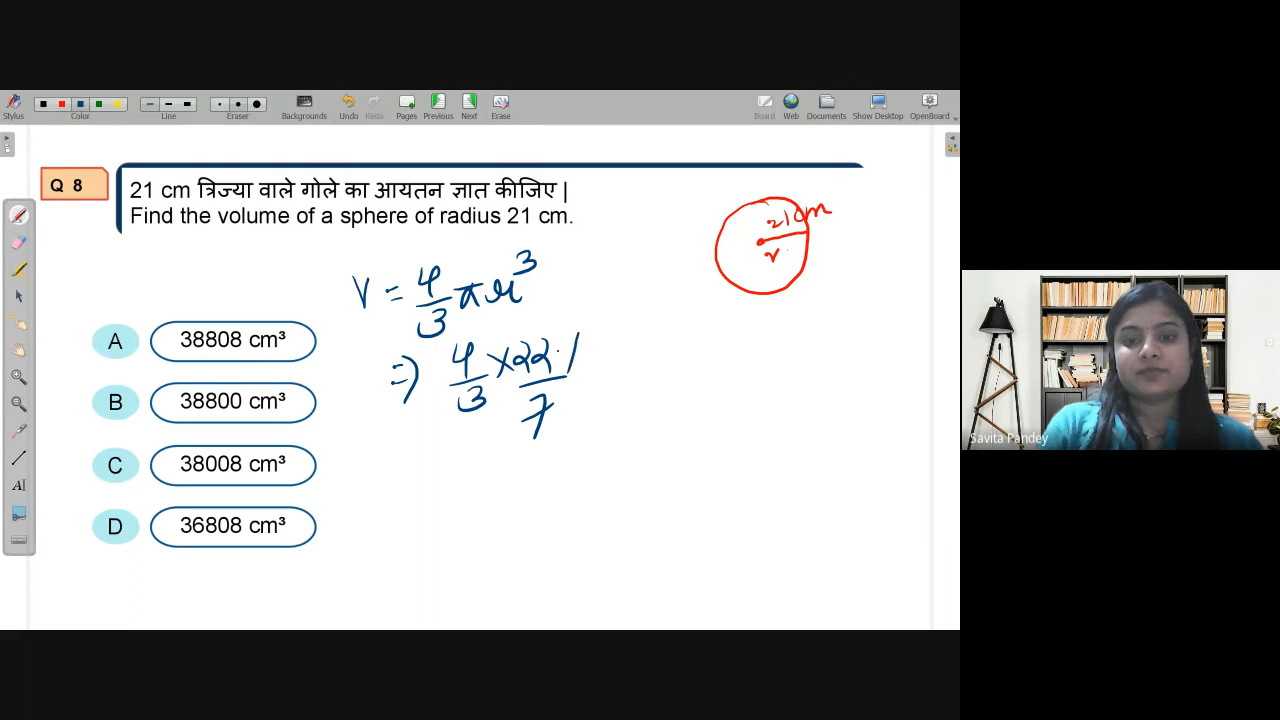 Stylus
Color
Line
Eraser
Backgrounds
Undo
Redo
Pages
Previous
Next
Erase
Board
Web
Documents
Show Desktop
OpenBoard
Q 8
21 cm त्रिज्या वाले गोले का आयतन ज्ञात कीजिए |
Find the volume of a sphere of radius 21 cm.
21cm
r
V = 4/3 πr³
=> 4/3 × 22/7
A 38808 cm³
B 38800 cm³
C 38008 cm³
D 36808 cm³
Savita Pandey